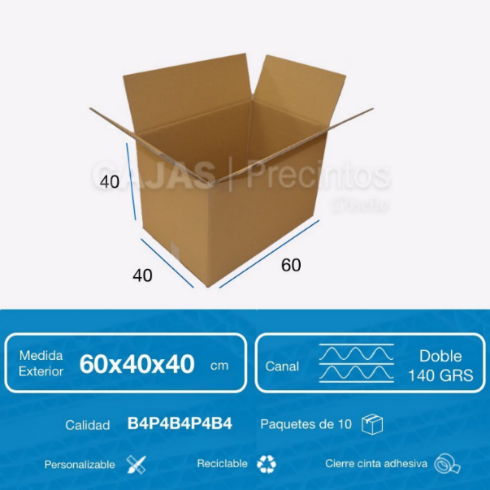 CAJAS | Precintos
Diseño
40
40
60
Medida Exterior 60x40x40 cm
Canal Doble 140 GRS
Calidad B4P4B4P4B4
Paquetes de 10
Personalizable
Reciclable
Cierre cinta adhesiva